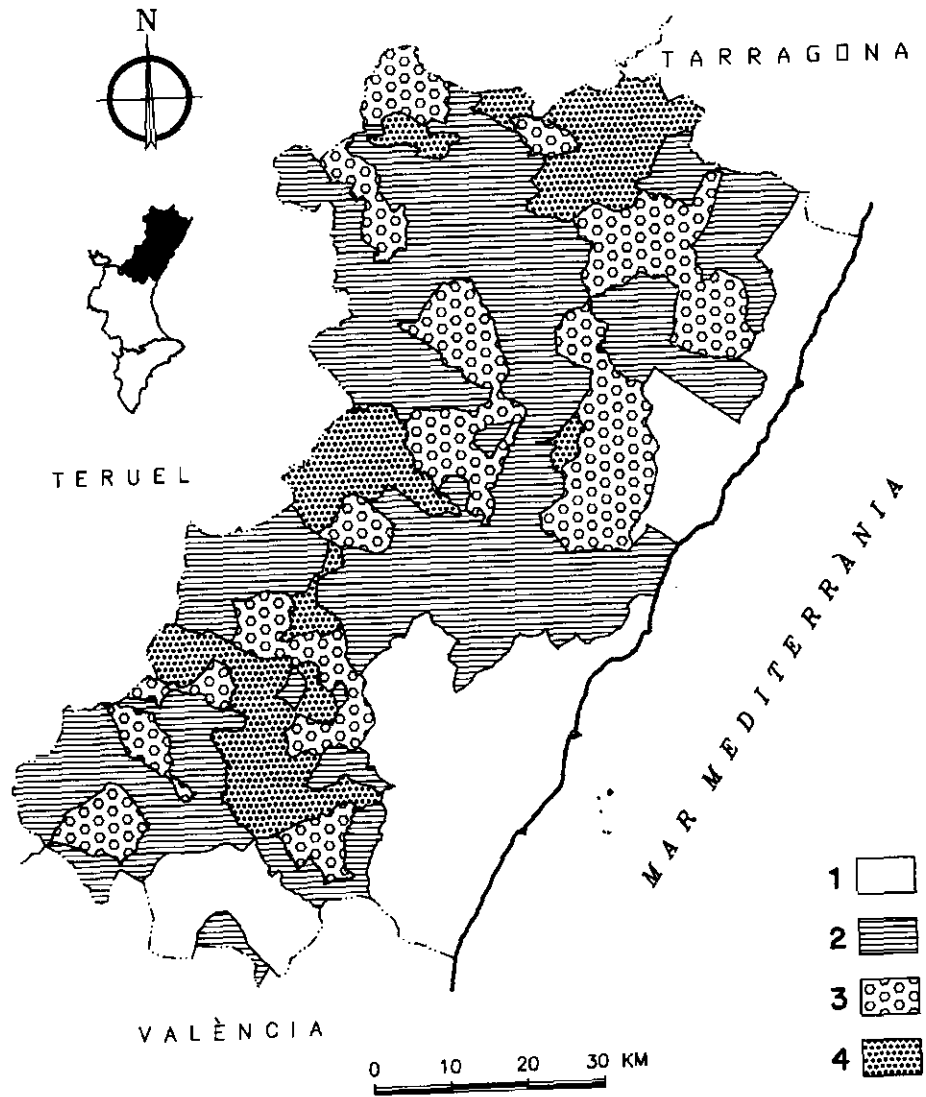 N
TARRAGONA
TERUEL
MAR MEDITERRÀNIA
VALÈNCIA
1
2
3
4
0 10 20 30 KM